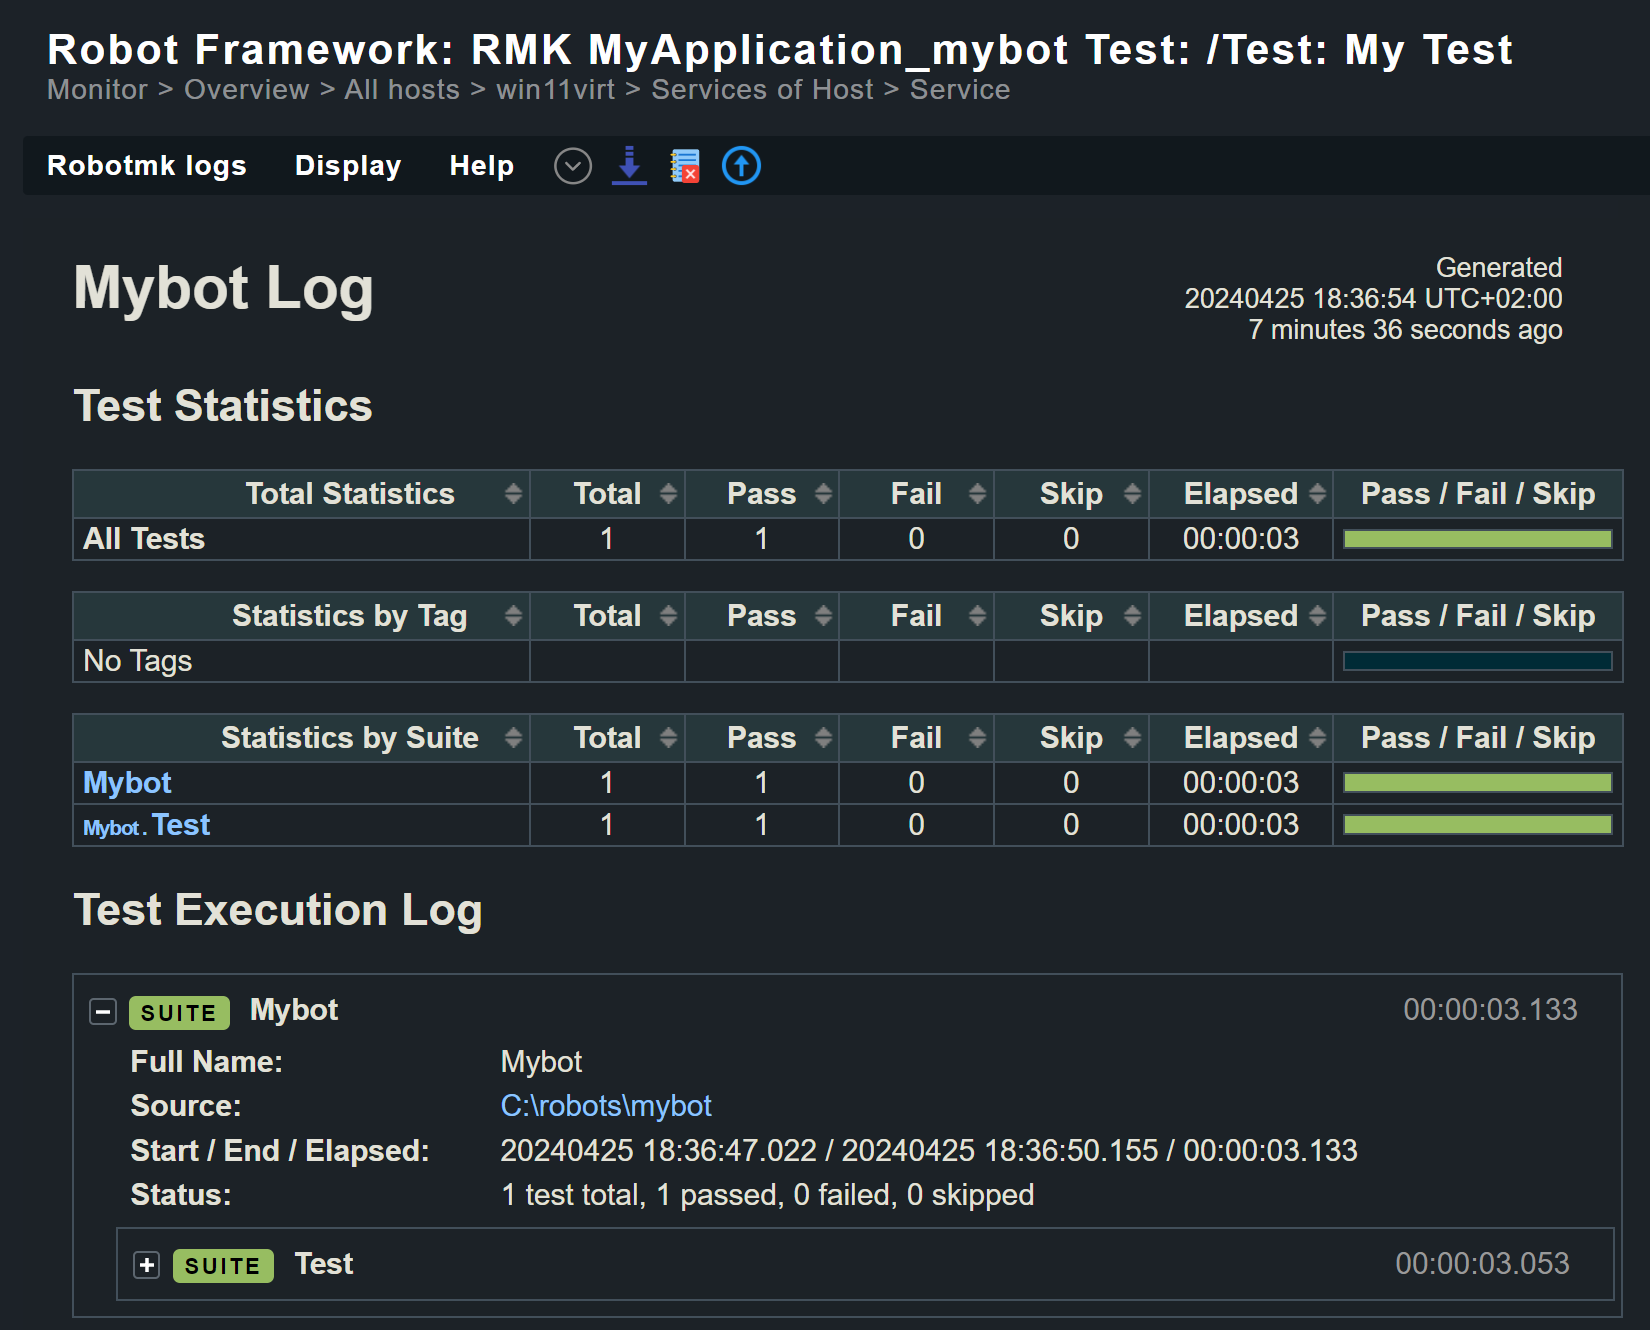 Robot Framework: RMK MyApplication_mybot Test: /Test: My Test
Monitor > Overview > All hosts > win11virt > Services of Host > Service
Robotmk logs Display Help
Mybot Log
Generated
20240425 18:36:54 UTC+02:00
7 minutes 36 seconds ago
Test Statistics
Total Statistics Total Pass Fail Skip Elapsed Pass / Fail / Skip
All Tests 1 1 0 0 00:00:03
Statistics by Tag Total Pass Fail Skip Elapsed Pass / Fail / Skip
No Tags
Statistics by Suite Total Pass Fail Skip Elapsed Pass / Fail / Skip
Mybot 1 1 0 0 00:00:03
Mybot . Test 1 1 0 0 00:00:03
Test Execution Log
SUITE Mybot 00:00:03.133
Full Name: Mybot
Source: C:\robots\mybot
Start / End / Elapsed: 20240425 18:36:47.022 / 20240425 18:36:50.155 / 00:00:03.133
Status: 1 test total, 1 passed, 0 failed, 0 skipped
SUITE Test 00:00:03.053